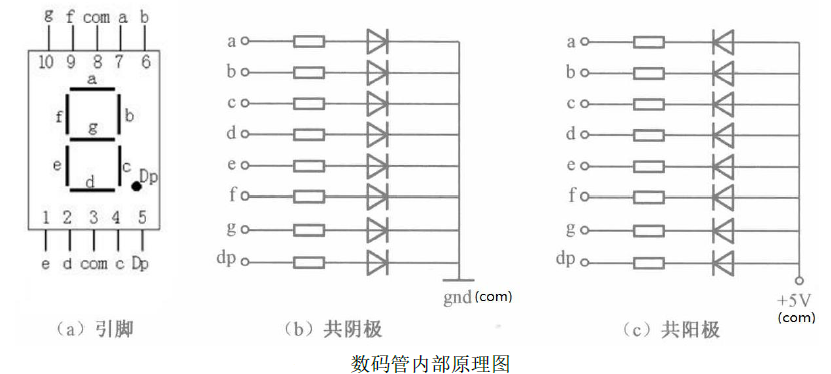 g f com a b
10 9 8 7 6
a
f b
g
e c
d Dp
1 2 3 4 5
e d com c Dp
(a) 引脚
a
b
c
d
e
f
g
dp
gnd (com)
(b) 共阴极
a
b
c
d
e
f
g
dp
+5V
(com)
(c) 共阳极
数码管内部原理图